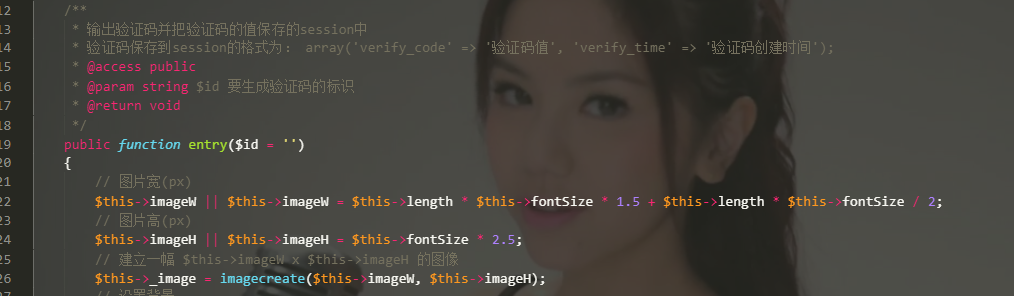 12 /**
13 * 输出验证码并把验证码的值保存的session中
14 * 验证码保存到session的格式为： array('verify_code' => '验证码值', 'verify_time' => '验证码创建时间');
15 * @access public
16 * @param string $id 要生成验证码的标识
17 * @return void
18 */
19 public function entry($id = '')
20 {
21 // 图片宽(px)
22 $this->imageW || $this->imageW = $this->length * $this->fontSize * 1.5 + $this->length * $this->fontSize / 2;
23 // 图片高(px)
24 $this->imageH || $this->imageH = $this->fontSize * 2.5;
25 // 建立一幅 $this->imageW x $this->imageH 的图像
26 $this->_image = imagecreate($this->imageW, $this->imageH);
27 // 设置背景